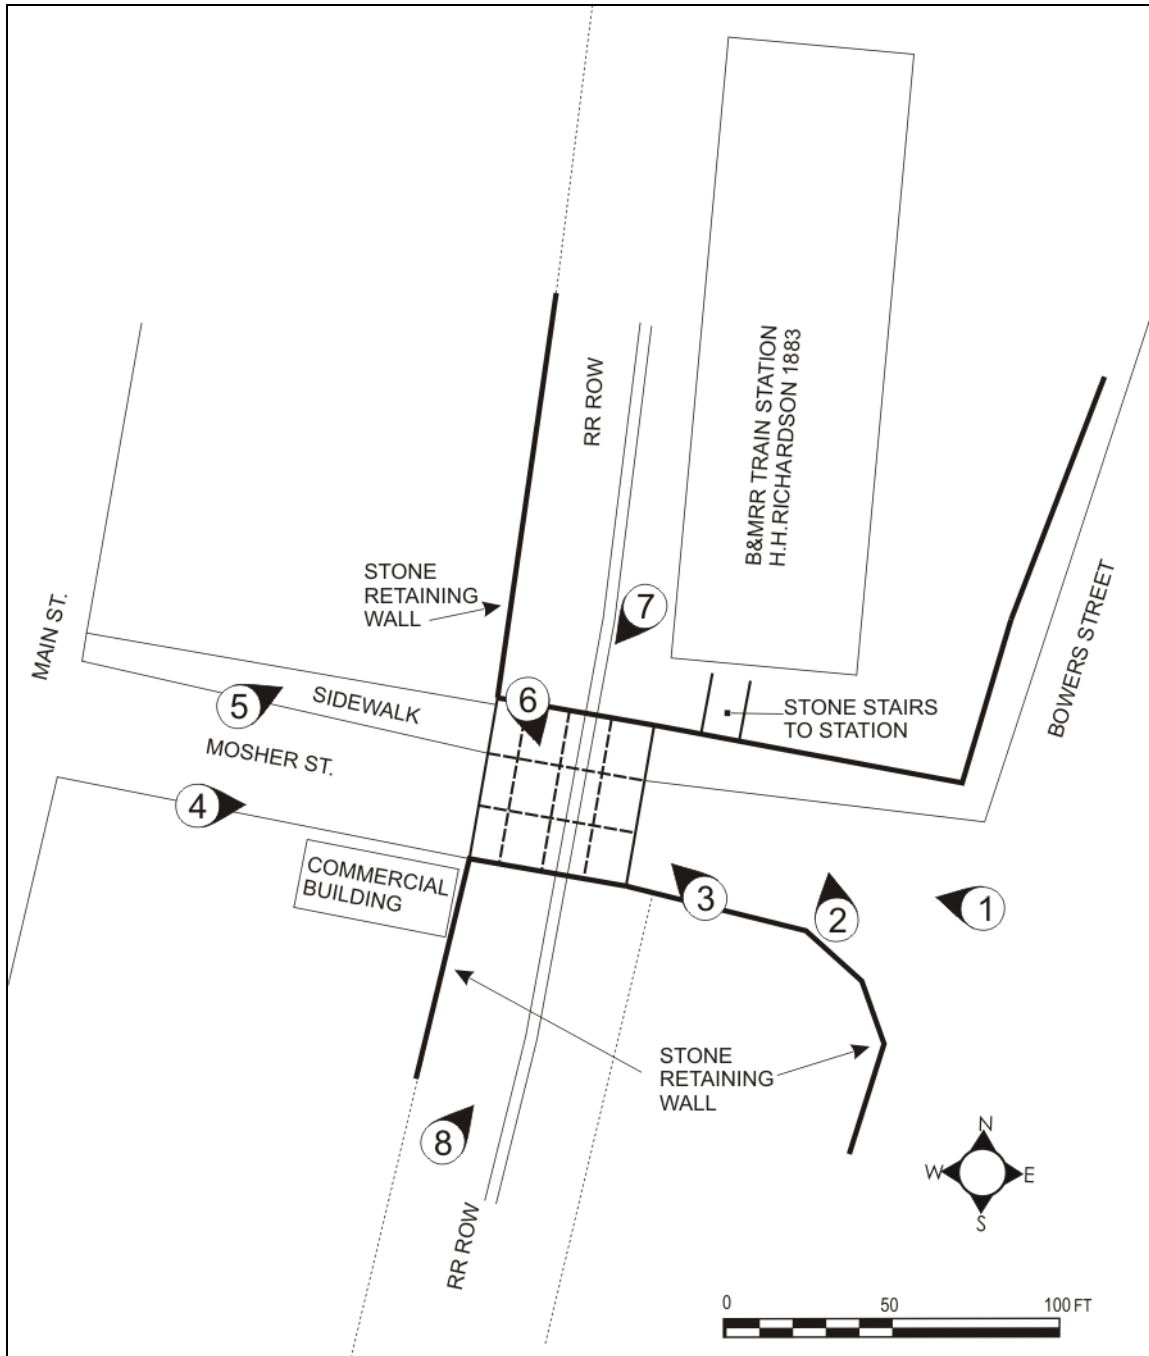 RR ROW
B&MRR TRAIN STATION
H.H.RICHARDSON 1883
STONE
RETAINING
WALL
7
MAIN ST.
BOWERS STREET
5
SIDEWALK
6
STONE STAIRS
TO STATION
MOSHER ST.
4
COMMERCIAL
BUILDING
3
2
1
STONE
RETAINING
WALL
8
N
W
E
S
RR ROW
0
50
100 FT